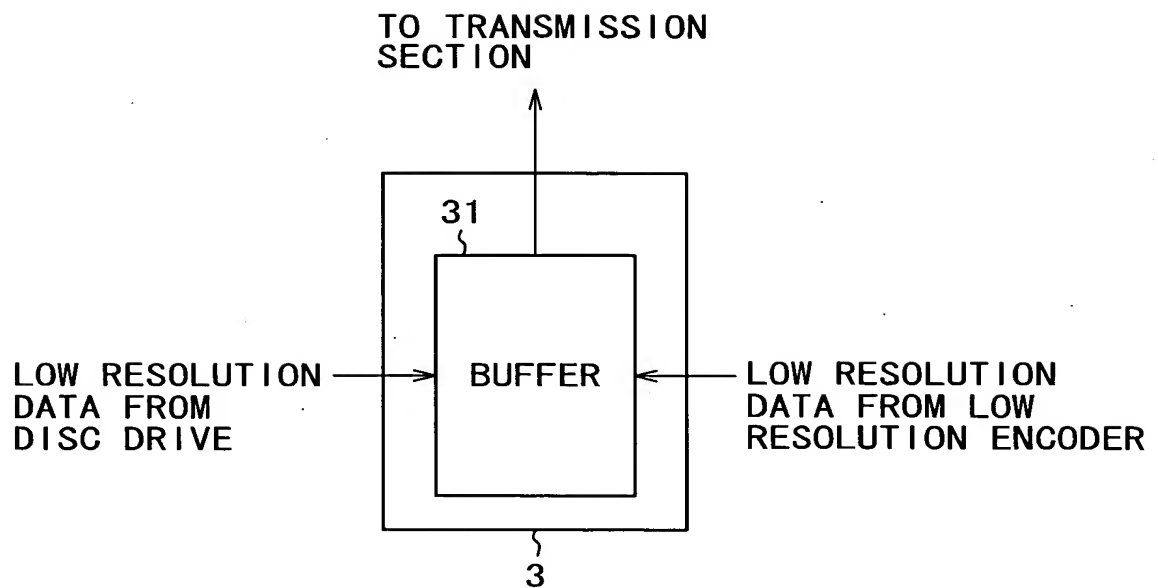 TO TRANSMISSION
SECTION
31
LOW RESOLUTION
DATA FROM
DISC DRIVE
BUFFER
LOW RESOLUTION
DATA FROM LOW
RESOLUTION ENCODER
3